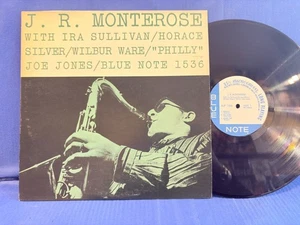 J. R. MONTEROSE
WITH IRA SULLIVAN/HORACE
SILVER/WILBUR WARE/"PHILLY"
JOE JONES/BLUE NOTE 1536
BLUE
NOTE